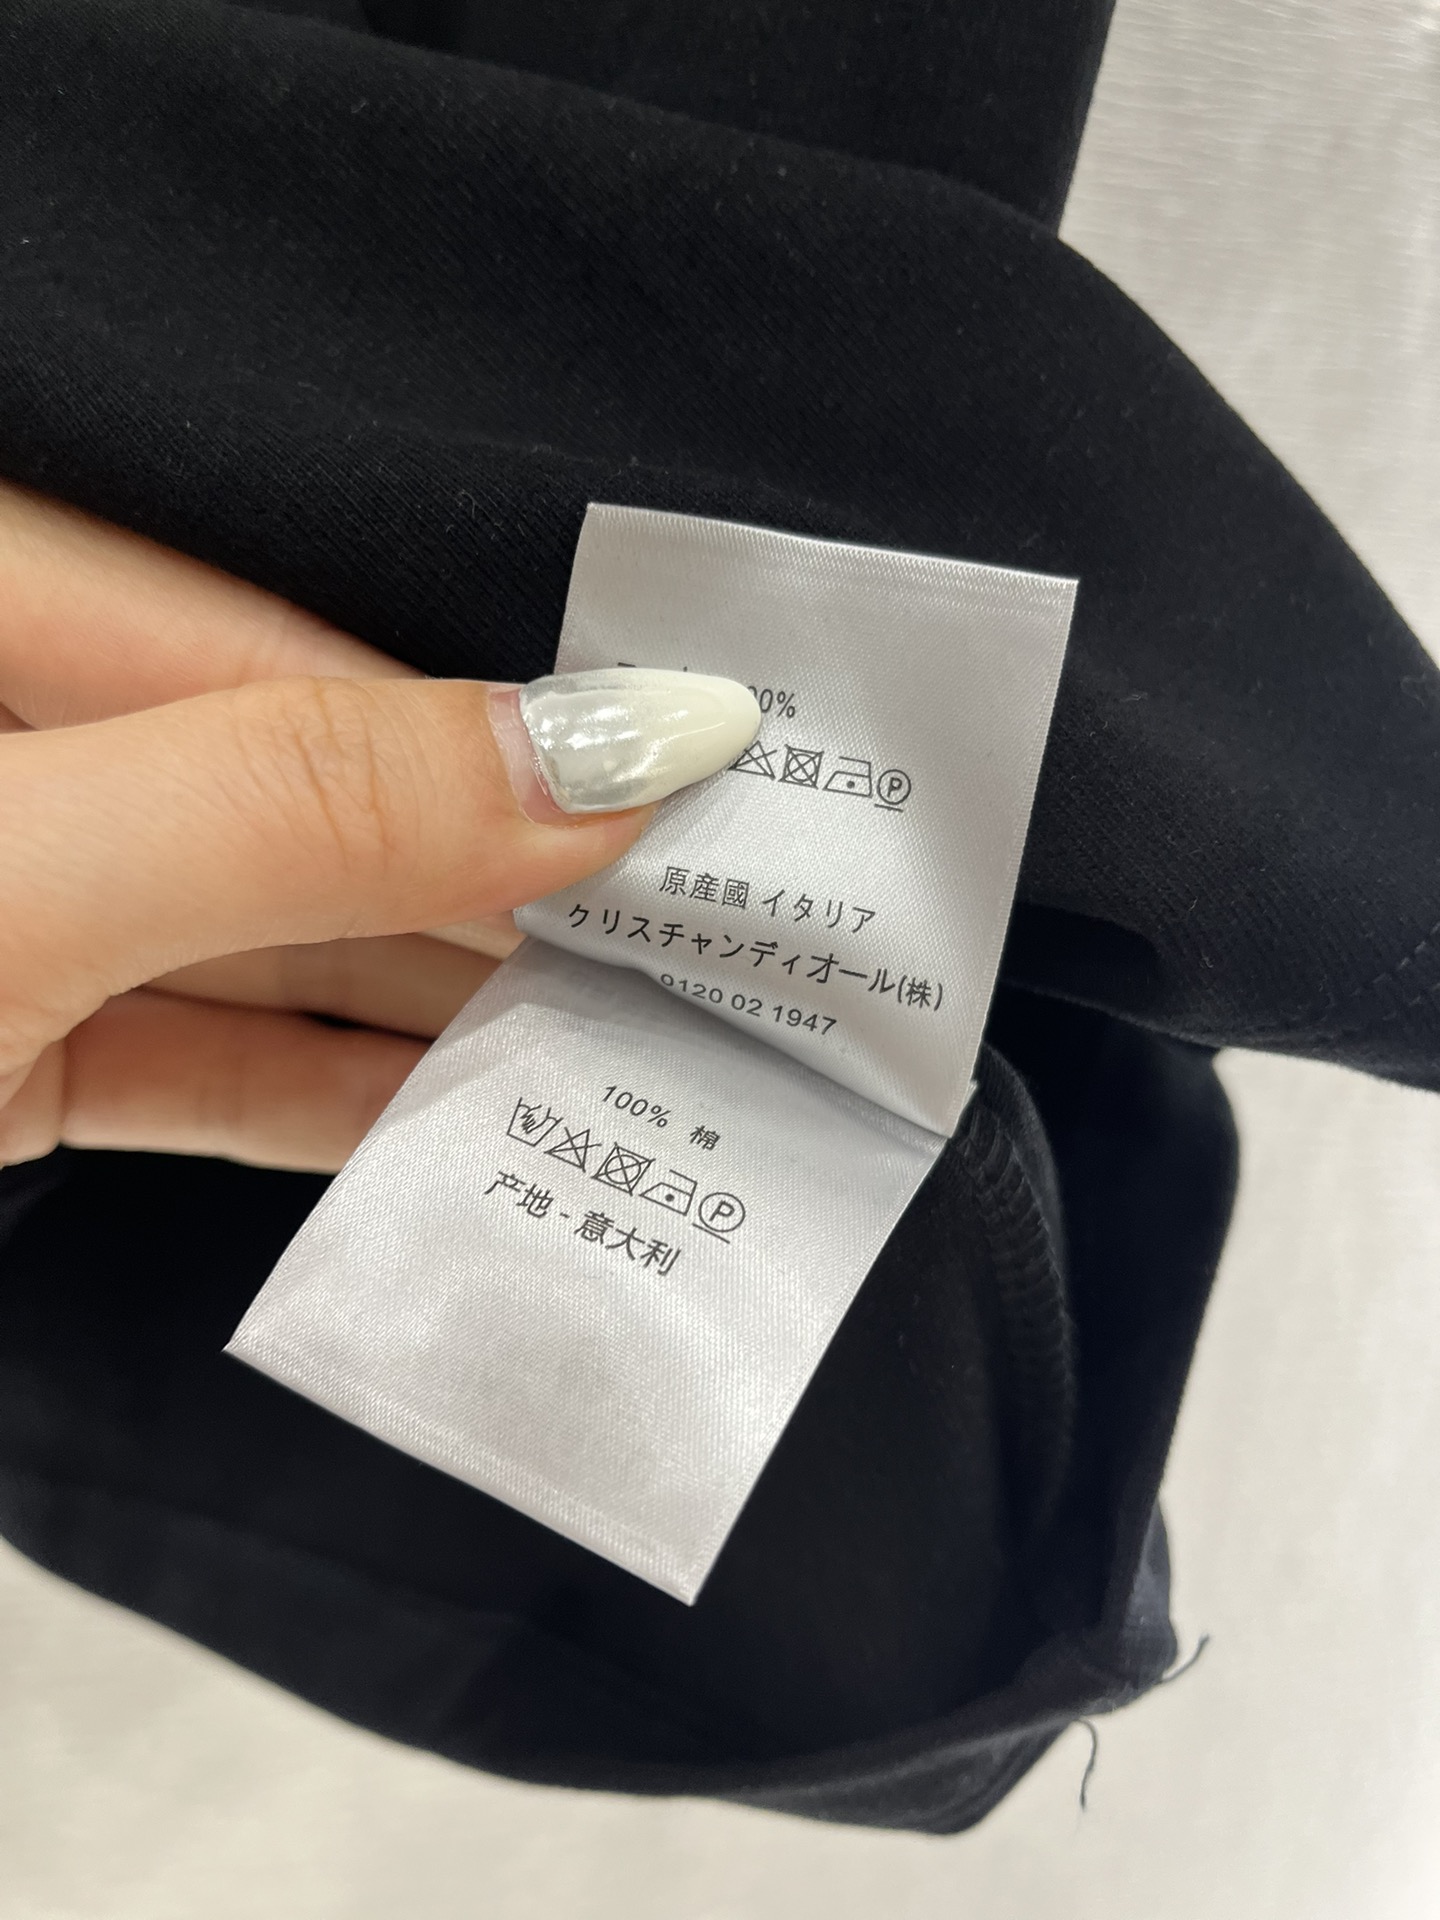 00%
P
原産國 イタリア
クリスチャンディオール(株)
0120 02 1947
100% 棉
P
产地 - 意大利